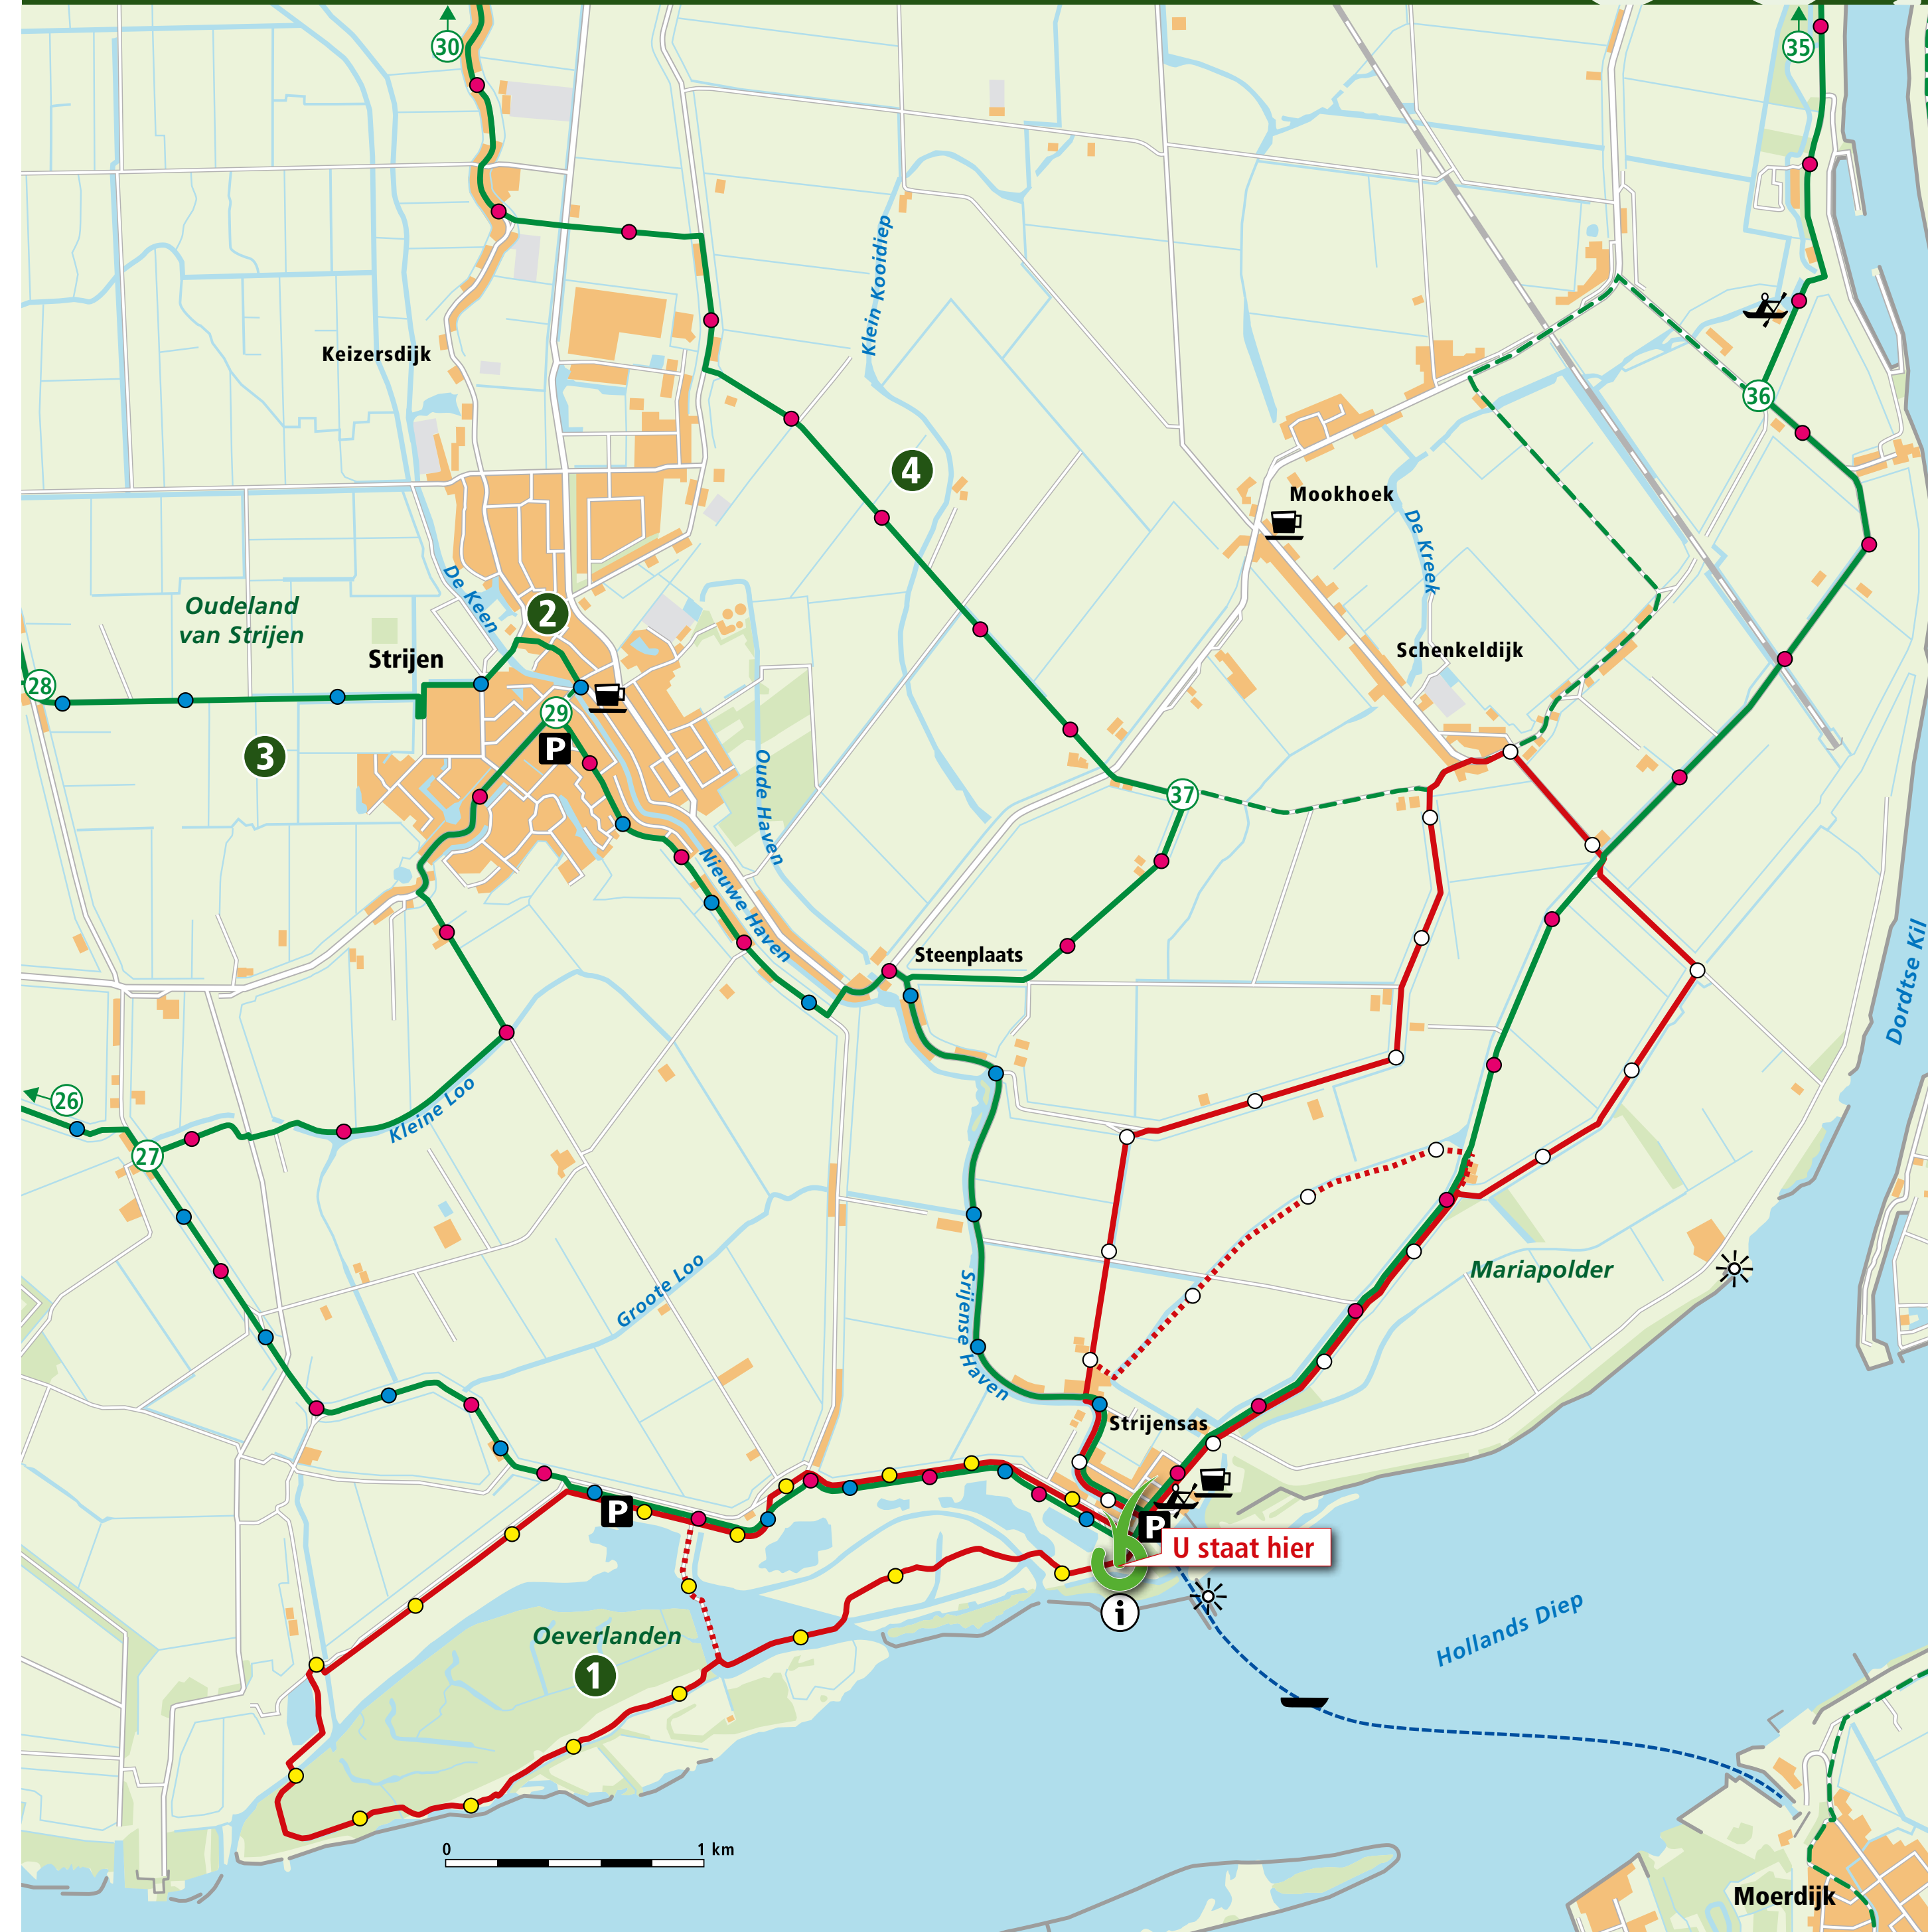 30
35
Klein Kooidiep
Keizersdijk
36
4
Mookhoek
De Kreek
De Keen
Oudeland
van Strijen
2
Strijen
Schenkeldijk
28
29
P
3
Oude Haven
37
Nieuwe Haven
Steenplaats
Dordtse Kil
26
Kleine Loo
27
Groote Loo
Srijense Haven
Mariapolder
Strijensas
P
P
U staat hier
i
Hollands Diep
Oeverlanden
1
0 1 km
Moerdijk